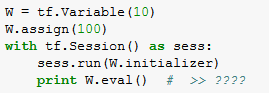 W = tf.Variable(10)
W.assign(100)
with tf.Session() as sess:
    sess.run(W.initializer)
    print W.eval()  #  >> ????